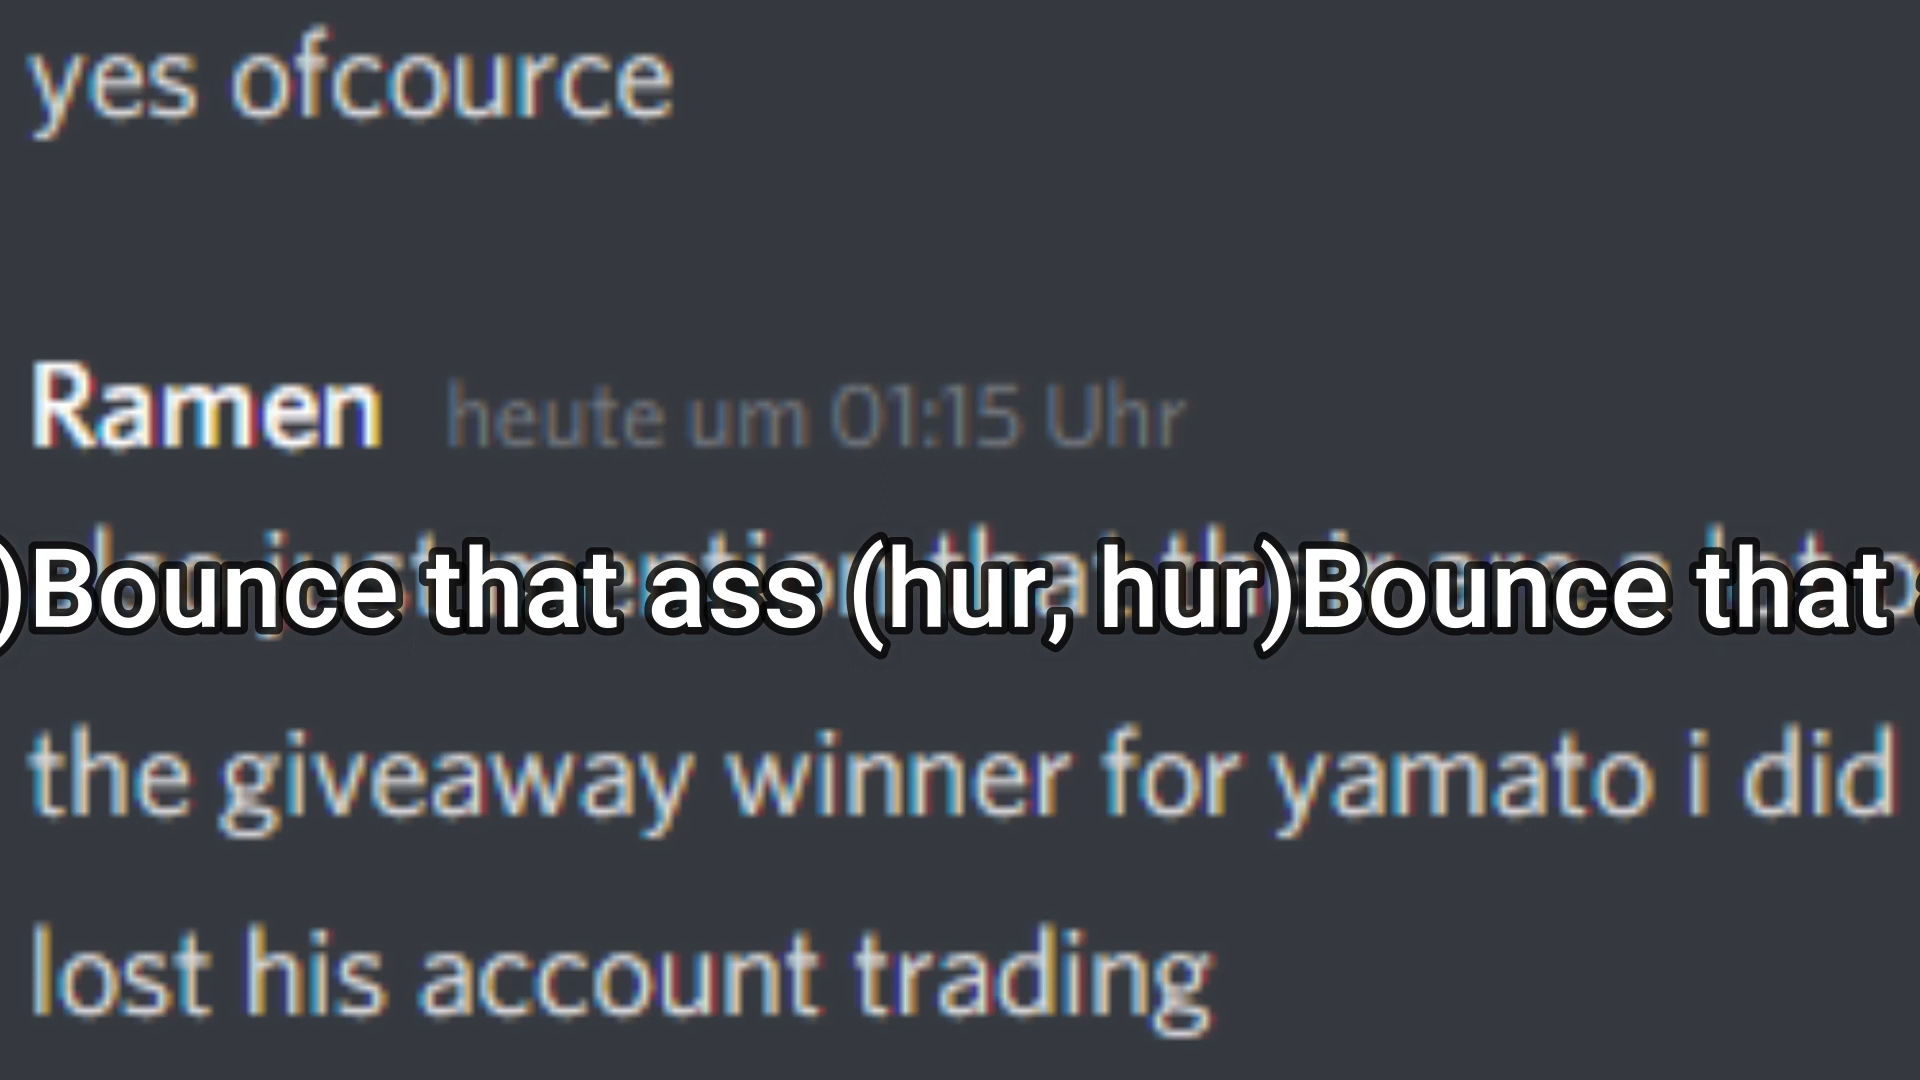 yes ofcource
Ramen heute um 01:15 Uhr
)Bounce that ass (hur, hur)Bounce that
the giveaway winner for yamato i did
lost his account trading